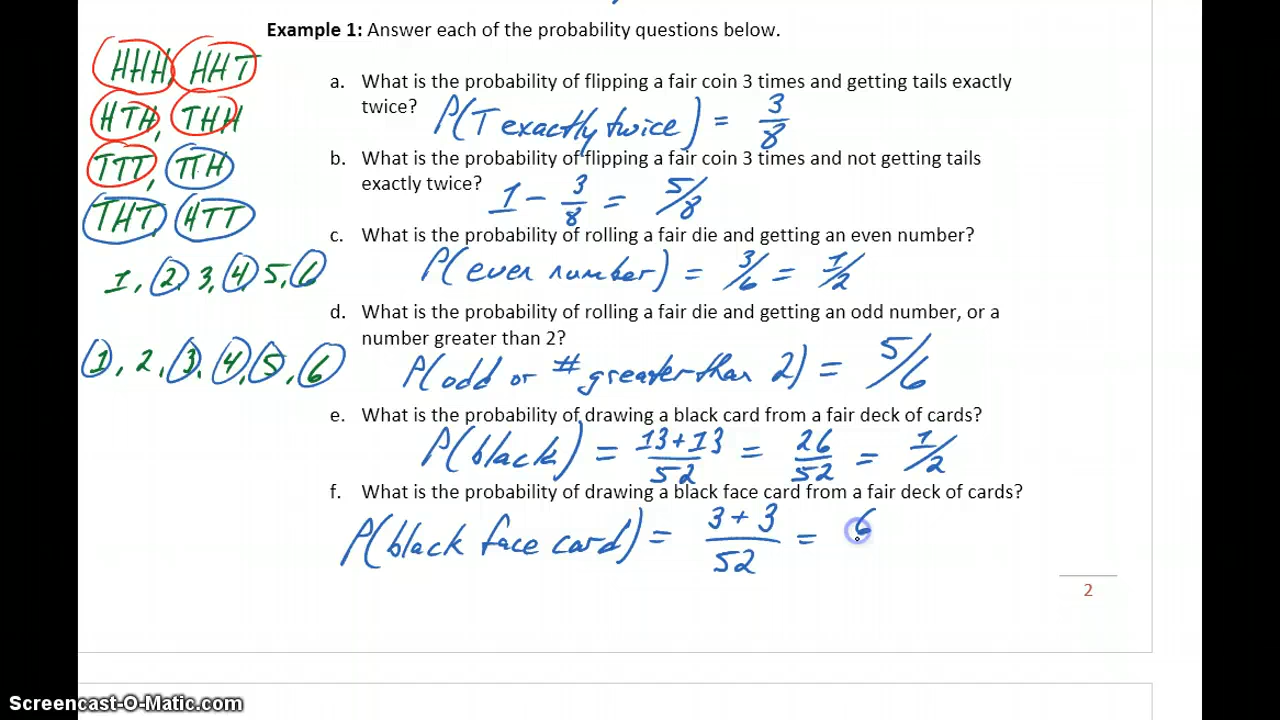 Example 1: Answer each of the probability questions below.
HHH, HHT
HTH, THH
TTT, TTH
THT, HTT
1, 2, 3, 4, 5, 6
1, 2, 3, 4, 5, 6
a. What is the probability of flipping a fair coin 3 times and getting tails exactly
twice? P(T exactly twice) = 3/8
b. What is the probability of flipping a fair coin 3 times and not getting tails
exactly twice? 1 - 3/8 = 5/8
c. What is the probability of rolling a fair die and getting an even number?
P(even number) = 3/6 = 1/2
d. What is the probability of rolling a fair die and getting an odd number, or a
number greater than 2?
P(odd or # greater than 2) = 5/6
e. What is the probability of drawing a black card from a fair deck of cards?
P(black) = 13+13/52 = 26/52 = 1/2
f. What is the probability of drawing a black face card from a fair deck of cards?
P(black face card) = 3+3/52 = 6
2
Screencast-O-Matic.com